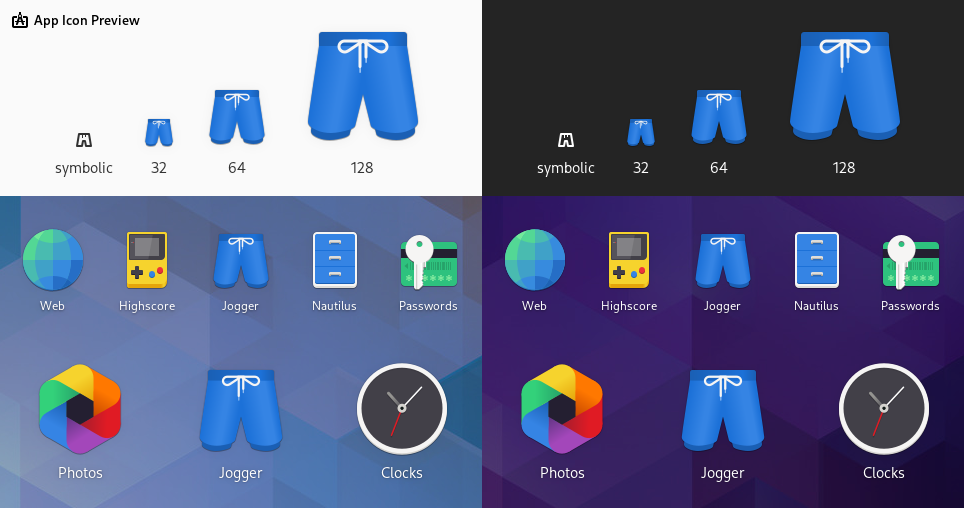 App Icon Preview
symbolic 32 64 128
symbolic 32 64 128
Web Highscore Jogger Nautilus Passwords
Web Highscore Jogger Nautilus Passwords
Photos Jogger Clocks
Photos Jogger Clocks